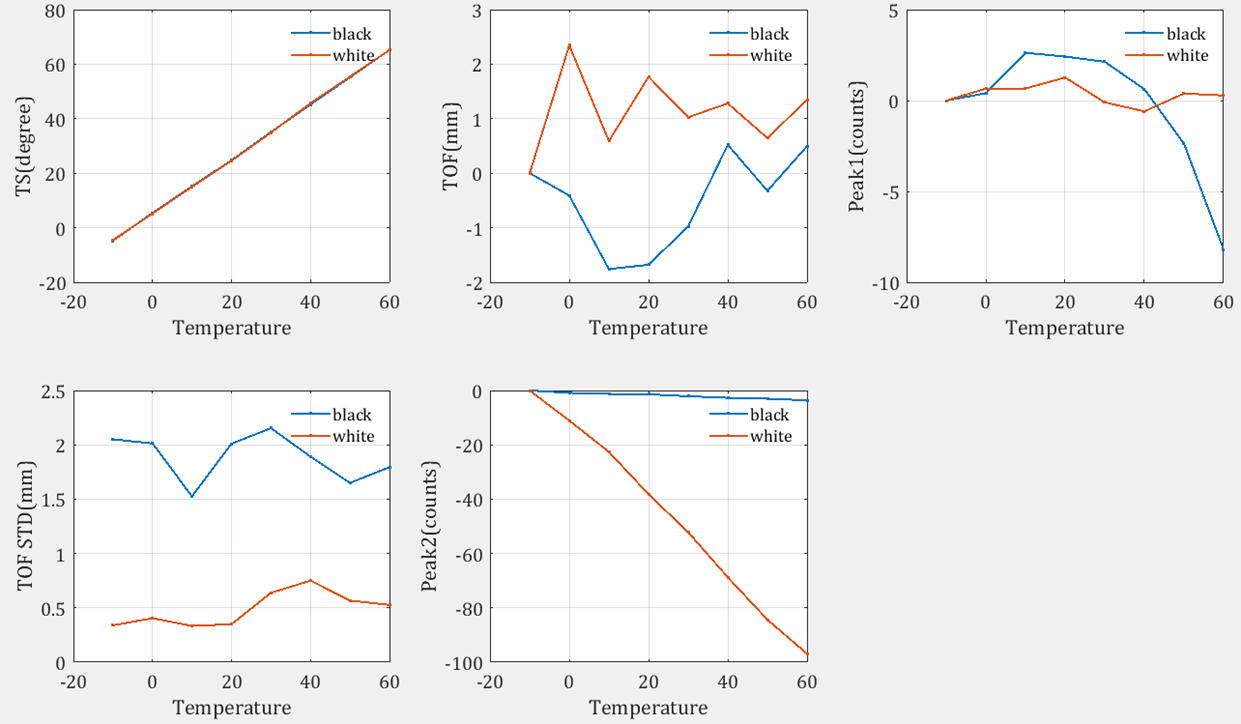 TS(degree)
80
60
40
20
0
-20
-20 0 20 40 60
Temperature
black
white
TOF(mm)
3
2
1
0
-1
-2
-20 0 20 40 60
Temperature
black
white
Peak1(counts)
5
0
-5
-10
-20 0 20 40 60
Temperature
black
white
TOF STD(mm)
2.5
2
1.5
1
0.5
0
-20 0 20 40 60
Temperature
black
white
Peak2(counts)
0
-20
-40
-60
-80
-100
-20 0 20 40 60
Temperature
black
white